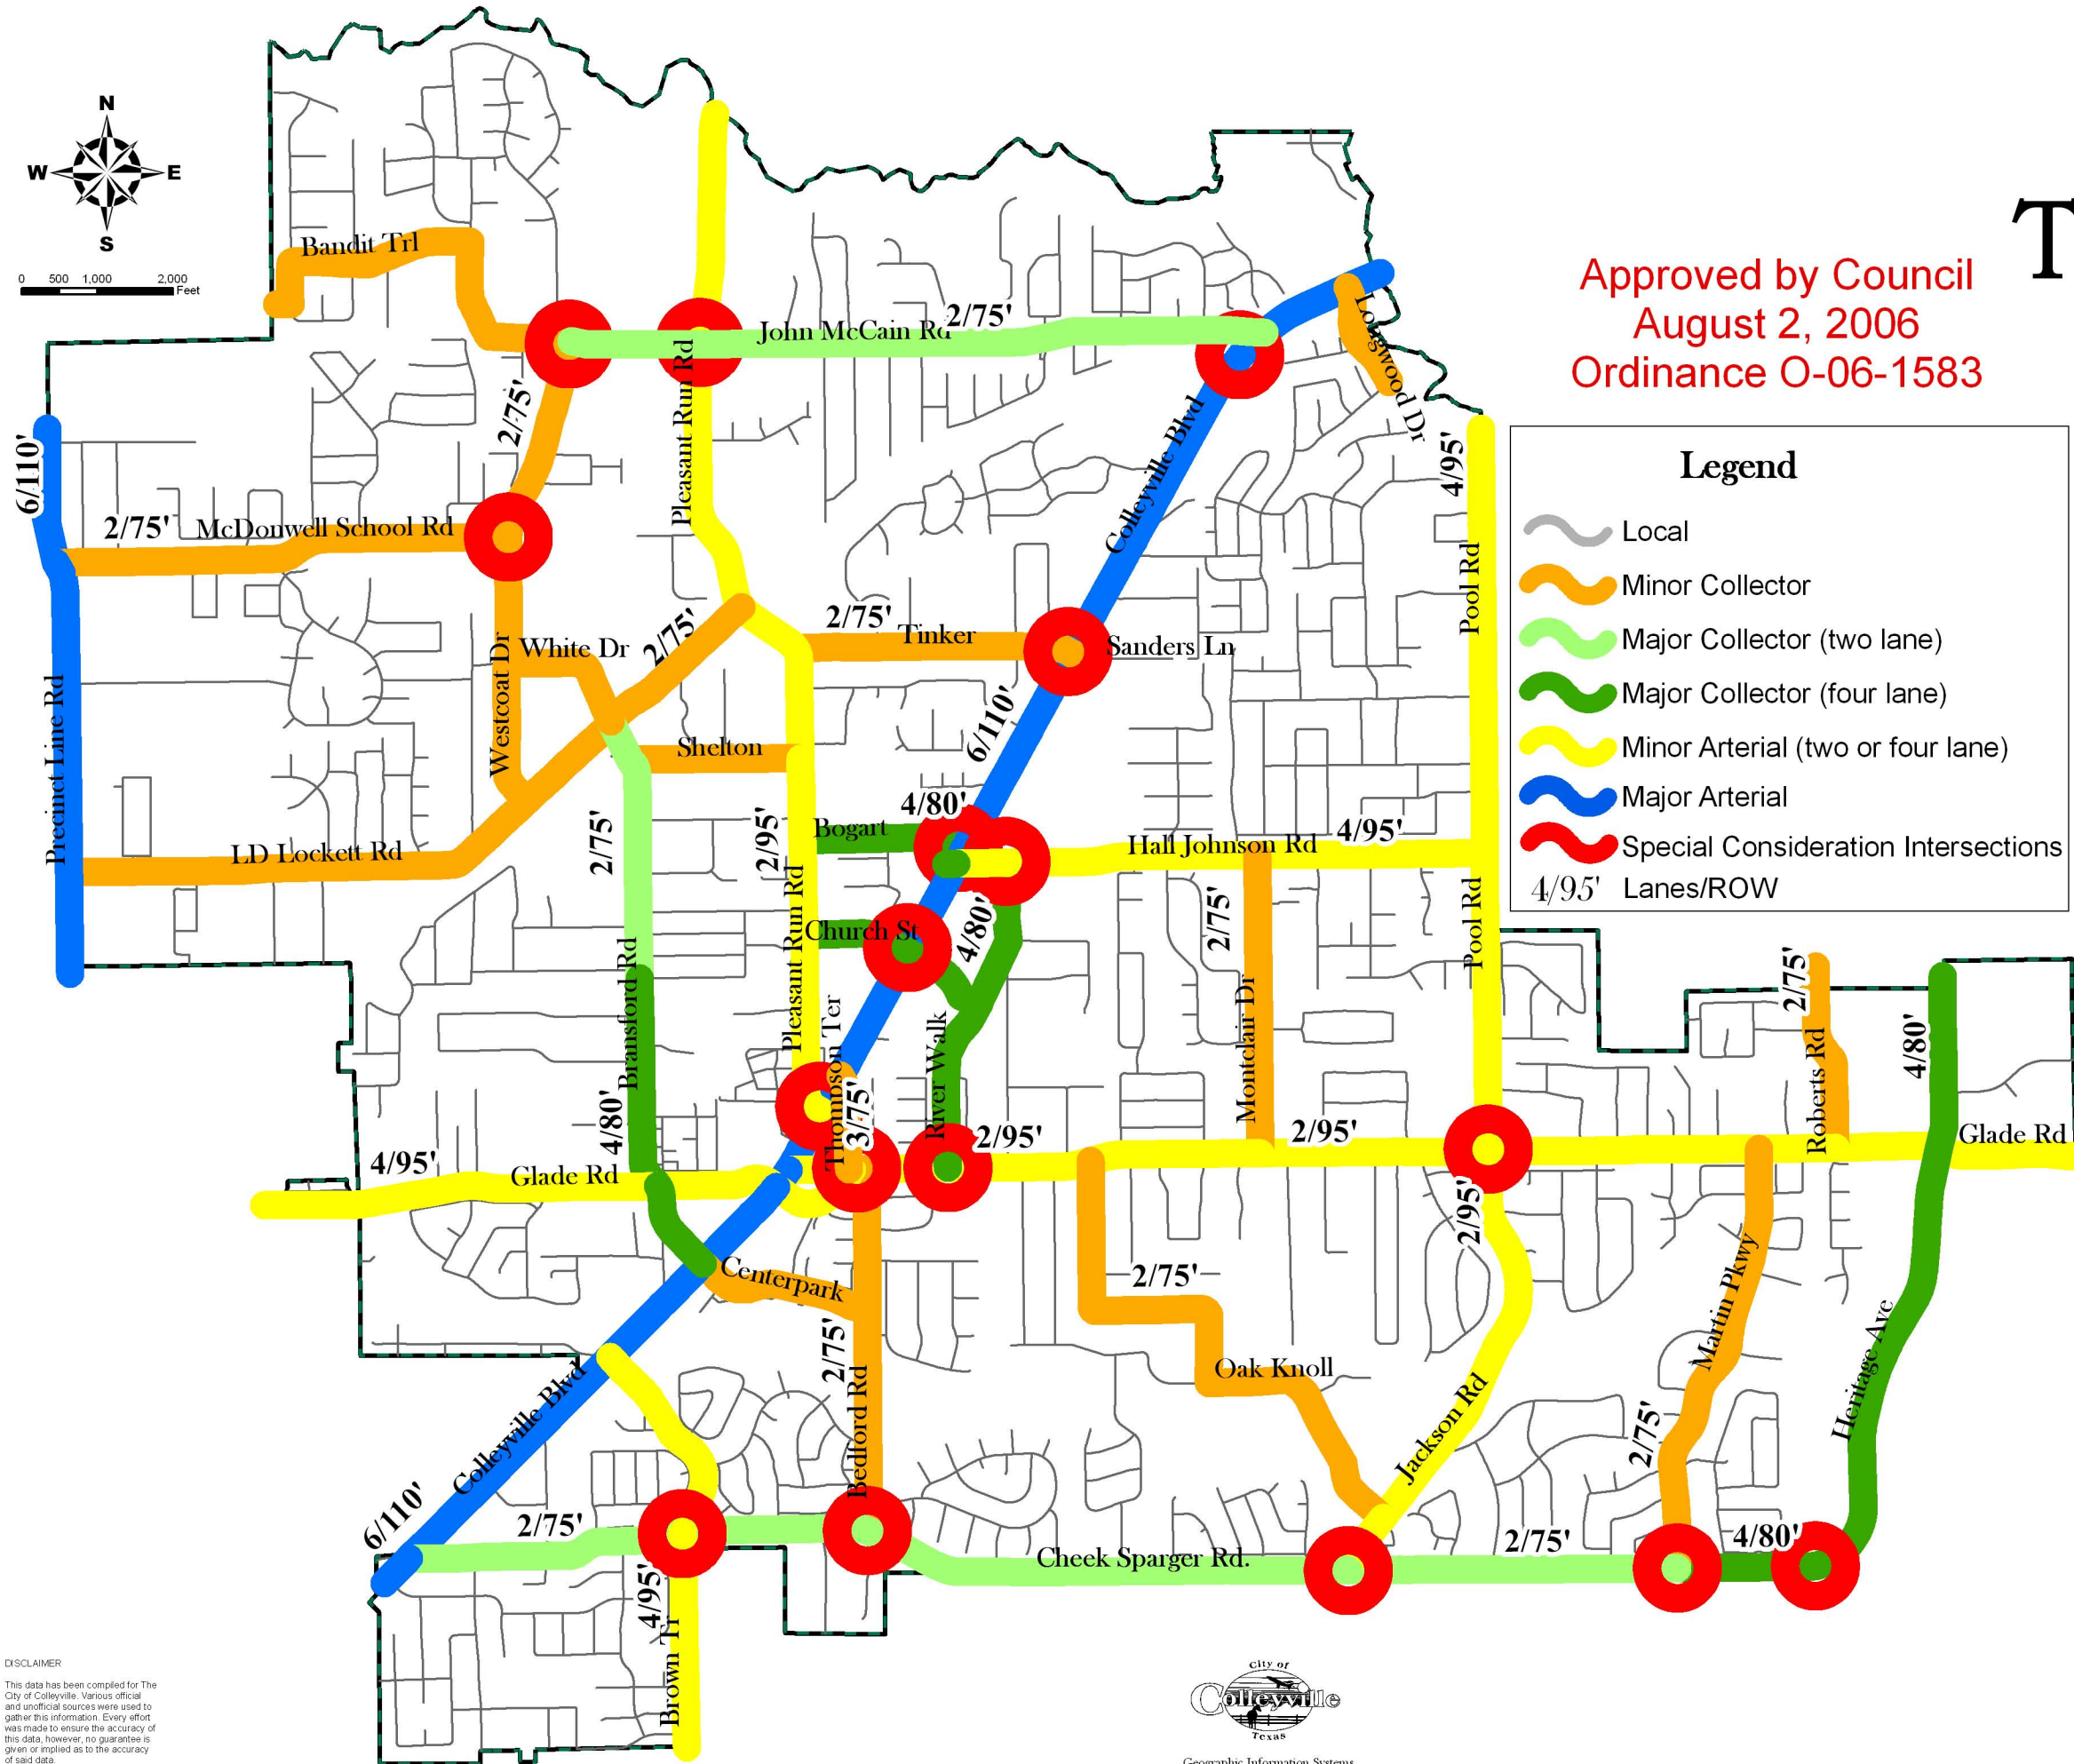 N
W
E
S
0 500 1,000 2,000
Feet
T
Approved by Council
August 2, 2006
Ordinance O-06-1583
Legend
Local
Minor Collector
Major Collector (two lane)
Major Collector (four lane)
Minor Arterial (two or four lane)
Major Arterial
Special Consideration Intersections
4/95' Lanes/ROW
Bandit Trl
John McCain Rd
2/75'
Longwood Dr
2/75'
Pleasant Run Rd
Colleyville Blvd
4/95'
6/110'
2/75'
McDonwell School Rd
Pool Rd
White Dr
2/75'
2/75'
Tinker
Sanders Ln
Westcoat Dr
Precinct Line Rd
Shelton
6/110'
4/80'
Bogart
2/75'
2/95'
LD Lockett Rd
Hall Johnson Rd
4/95'
Pleasant Run Rd
Church St
4/80'
2/75'
Pool Rd
Bransford Rd
Montclair Dr
2/75'
Roberts Rd
4/80'
Thompson Ter
3/75'
River Walk
4/80'
2/95'
2/95'
Glade Rd
4/95'
Glade Rd
2/95'
Centerpark
2/75'
Martin Pkwy
Heritage Ave
2/75'
Bedford Rd
Oak Knoll
Jackson Rd
2/75'
Colleyville Blvd
6/110'
2/75'
Cheek Sparger Rd.
2/75'
4/80'
4/95'
Brown Tr
DISCLAIMER
This data has been compiled for The
City of Colleyville. Various official
and unofficial sources were used to
gather this information. Every effort
was made to ensure the accuracy of
this data, however, no guarantee is
given or implied as to the accuracy
of said data.
City of
Colleyville
Texas
Geographic Information Systems